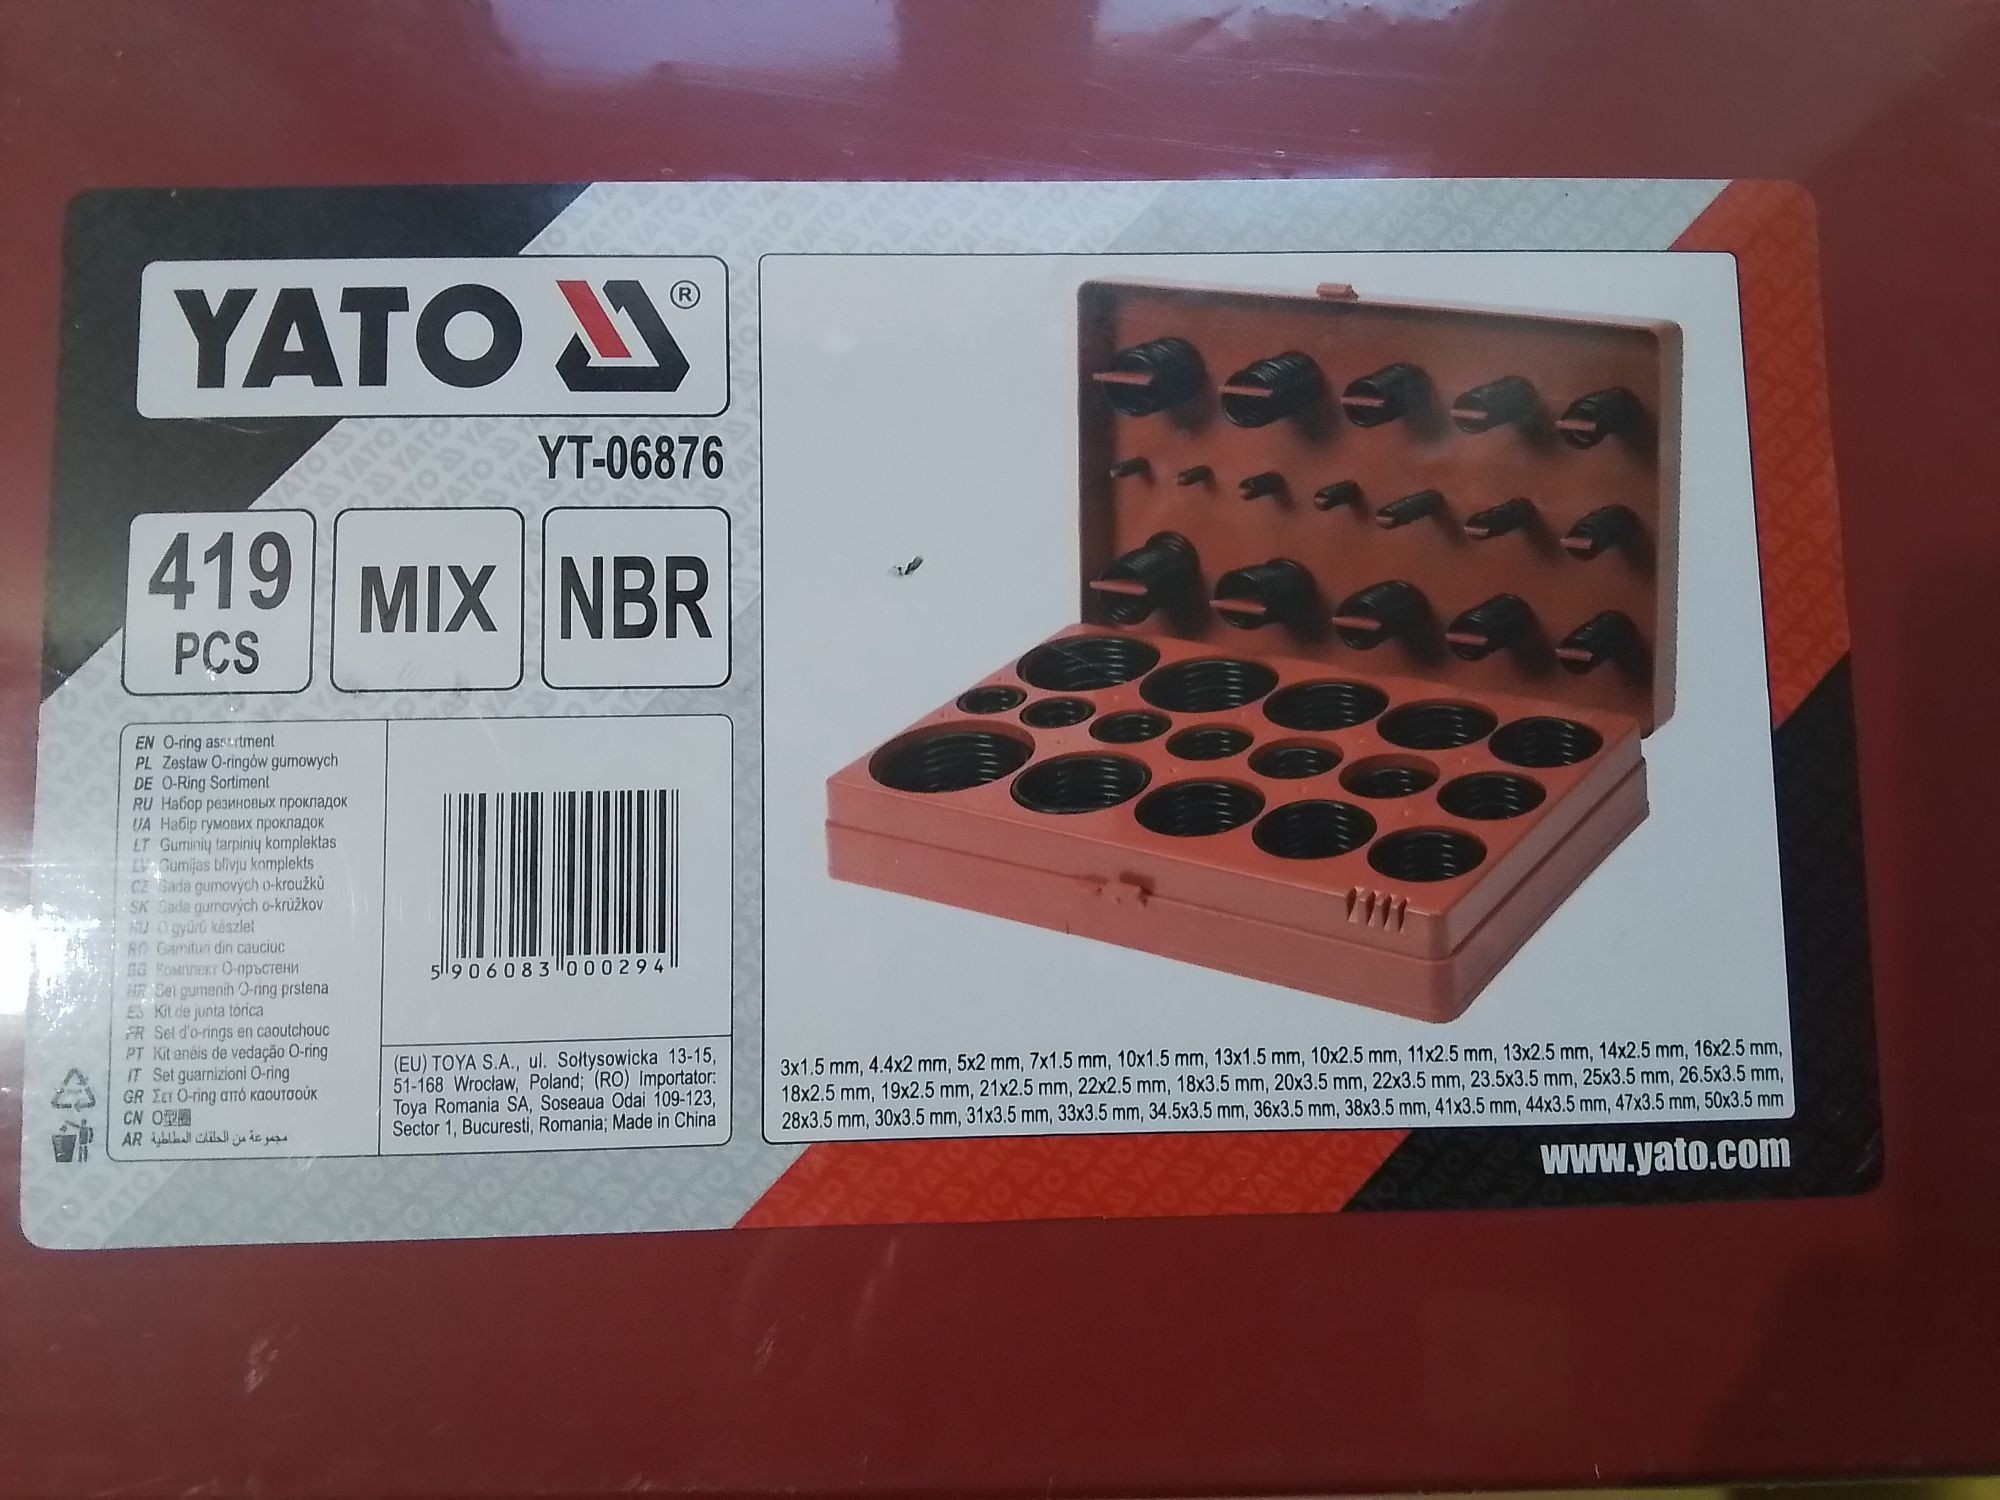 YATO ®
YT-06876
419
PCS
MIX
NBR
EN O-ring assortment
PL Zestaw O-ringów gumowych
DE O-Ring Sortiment
RU Набор резиновых прокладок
UA Набір гумових прокладок
LT Guminių tarpinių komplektas
LV Gumijas blīvju komplekts
CZ Sada gumových o-kroužků
SK Sada gumových o-krúžkov
HU O gyűrű készlet
RO Garnituri din cauciuc
BG Комплект О-пръстени
HR Set gumenih O-ring prstena
ES Kit de junta tórica
FR Set d'o-rings en caoutchouc
PT Kit anéis de vedação O-ring
IT Set guarnizioni O-ring
GR Σετ O-ring από καουτσούκ
CN O型圈
AR مجموعة من الحلقات المطاطية
5 906083 000294
(EU) TOYA S.A., ul. Sołtysowicka 13-15,
51-168 Wrocław, Poland; (RO) Importator:
Toya Romania SA, Soseaua Odai 109-123,
Sector 1, Bucuresti, Romania; Made in China
3x1.5 mm, 4.4x2 mm, 5x2 mm, 7x1.5 mm, 10x1.5 mm, 13x1.5 mm, 10x2.5 mm, 11x2.5 mm, 13x2.5 mm, 14x2.5 mm, 16x2.5 mm,
18x2.5 mm, 19x2.5 mm, 21x2.5 mm, 22x2.5 mm, 18x3.5 mm, 20x3.5 mm, 22x3.5 mm, 23.5x3.5 mm, 25x3.5 mm, 26.5x3.5 mm,
28x3.5 mm, 30x3.5 mm, 31x3.5 mm, 33x3.5 mm, 34.5x3.5 mm, 36x3.5 mm, 38x3.5 mm, 41x3.5 mm, 44x3.5 mm, 47x3.5 mm, 50x3.5 mm
www.yato.com